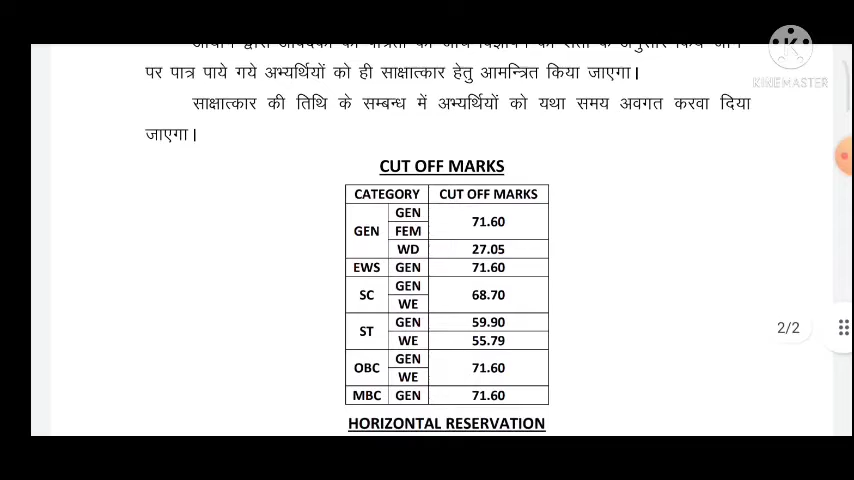 पर पात्र पाये गये अभ्यर्थियों को ही साक्षात्कार हेतु आमन्त्रित किया जाएगा।
साक्षात्कार की तिथि के सम्बन्ध में अभ्यर्थियों को यथा समय अवगत करवा दिया
जाएगा।
KINEMASTER
CUT OFF MARKS
CATEGORY CUT OFF MARKS
GEN GEN 71.60
FEM
WD 27.05
EWS GEN 71.60
SC GEN 68.70
WE
ST GEN 59.90
WE 55.79
OBC GEN 71.60
WE
MBC GEN 71.60
2/2
HORIZONTAL RESERVATION